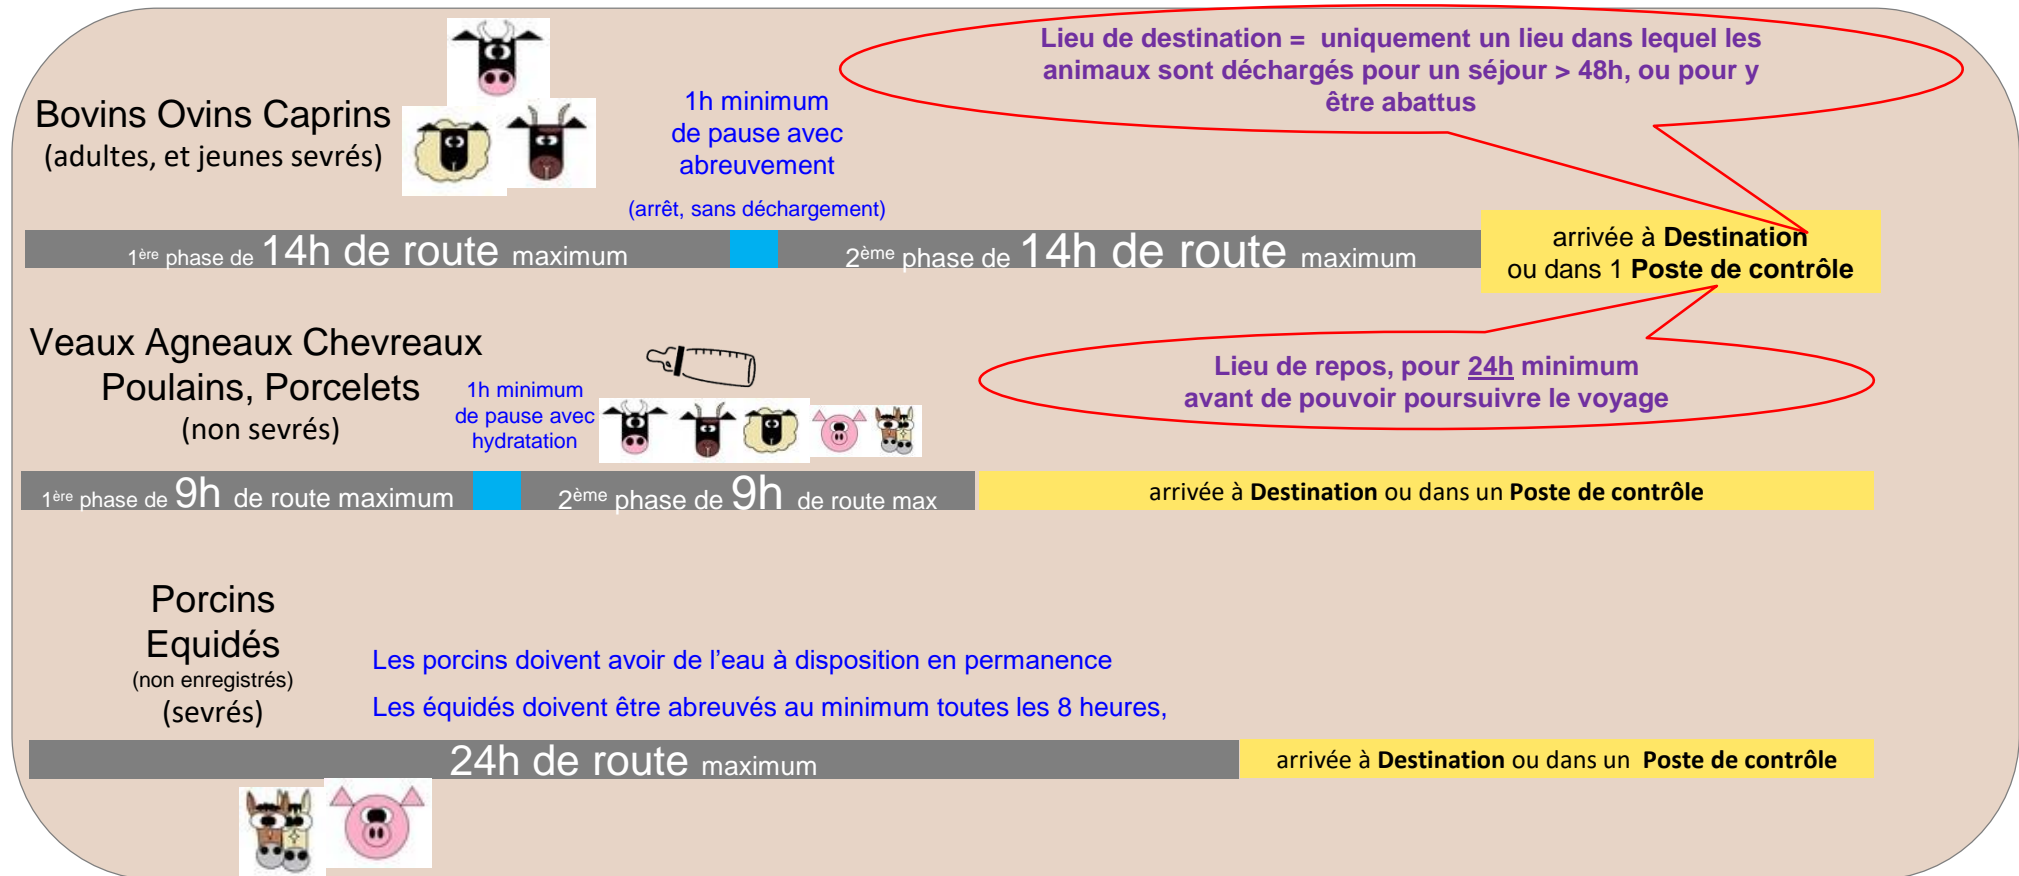 Lieu de destination = uniquement un lieu dans lequel les
animaux sont déchargés pour un séjour > 48h, ou pour y
être abattus
Bovins Ovins Caprins
(adultes, et jeunes sevrés)
1h minimum
de pause avec
abreuvement
(arrêt, sans déchargement)
1ère phase de 14h de route maximum
2ème phase de 14h de route maximum
arrivée à Destination
ou dans 1 Poste de contrôle
Veaux Agneaux Chevreaux
Poulains, Porcelets
(non sevrés)
1h minimum
de pause avec
hydratation
Lieu de repos, pour 24h minimum
avant de pouvoir poursuivre le voyage
1ère phase de 9h de route maximum
2ème phase de 9h de route max
arrivée à Destination ou dans un Poste de contrôle
Porcins
Equidés
(non enregistrés)
(sevrés)
Les porcins doivent avoir de l'eau à disposition en permanence
Les équidés doivent être abreuvés au minimum toutes les 8 heures,
24h de route maximum
arrivée à Destination ou dans un Poste de contrôle